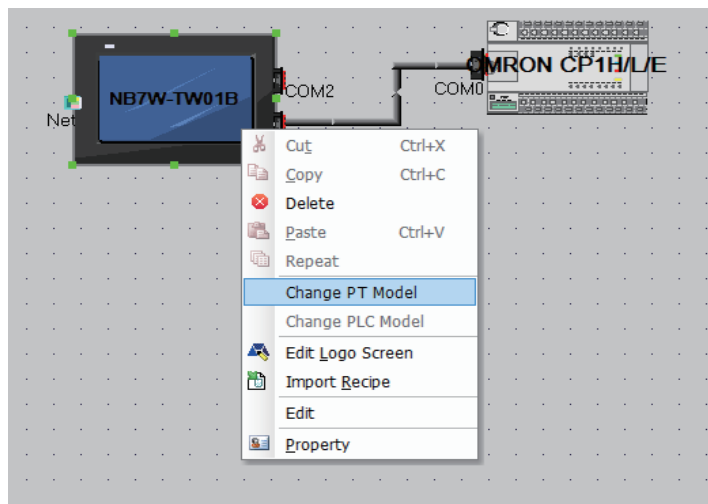 OMRON CP1H/L/E
NB7W-TW01B
COM2
COM0
Net
Cut Ctrl+X
Copy Ctrl+C
Delete
Paste Ctrl+V
Repeat
Change PT Model
Change PLC Model
Edit Logo Screen
Import Recipe
Edit
Property